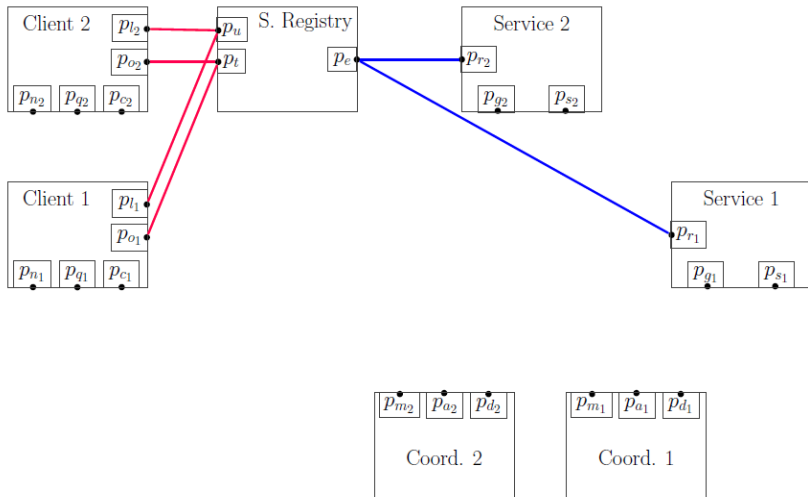 Client 2
p_{l_2}
p_{o_2}
p_{n_2} p_{q_2} p_{c_2}
S. Registry
p_u
p_t
p_e
Service 2
p_{r_2}
p_{g_2} p_{s_2}
Client 1
p_{l_1}
p_{o_1}
p_{n_1} p_{q_1} p_{c_1}
Service 1
p_{r_1}
p_{g_1} p_{s_1}
p_{m_2} p_{a_2} p_{d_2}
Coord. 2
p_{m_1} p_{a_1} p_{d_1}
Coord. 1